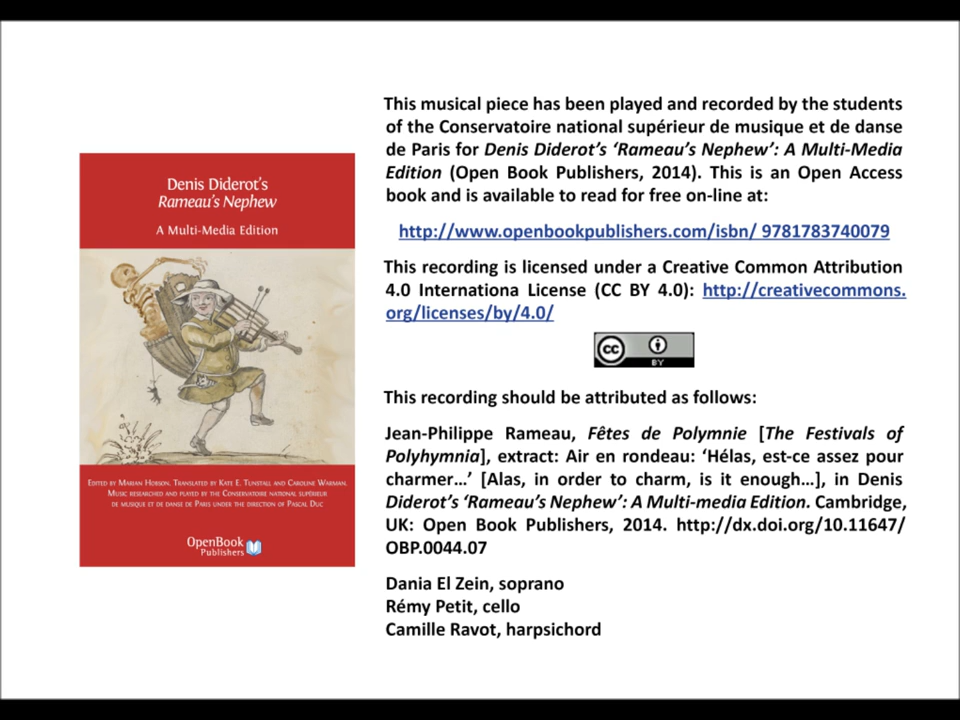 Denis Diderot's
Rameau's Nephew
A Multi-Media Edition
Edited by Marian Hobson. Translated by Kate E. Tunstall and Caroline Warman.
Music researched and played by the Conservatoire national supérieur
de musique et de danse de Paris under the direction of Pascal Duc
OpenBook
Publishers
This musical piece has been played and recorded by the students
of the Conservatoire national supérieur de musique et de danse
de Paris for Denis Diderot's 'Rameau's Nephew': A Multi-Media
Edition (Open Book Publishers, 2014). This is an Open Access
book and is available to read for free on-line at:
http://www.openbookpublishers.com/isbn/ 9781783740079
This recording is licensed under a Creative Common Attribution
4.0 Internationa License (CC BY 4.0): http://creativecommons.
org/licenses/by/4.0/
cc
BY
This recording should be attributed as follows:
Jean-Philippe Rameau, Fêtes de Polymnie [The Festivals of
Polyhymnia], extract: Air en rondeau: 'Hélas, est-ce assez pour
charmer…' [Alas, in order to charm, is it enough…], in Denis
Diderot's 'Rameau's Nephew': A Multi-media Edition. Cambridge,
UK: Open Book Publishers, 2014. http://dx.doi.org/10.11647/
OBP.0044.07
Dania El Zein, soprano
Rémy Petit, cello
Camille Ravot, harpsichord